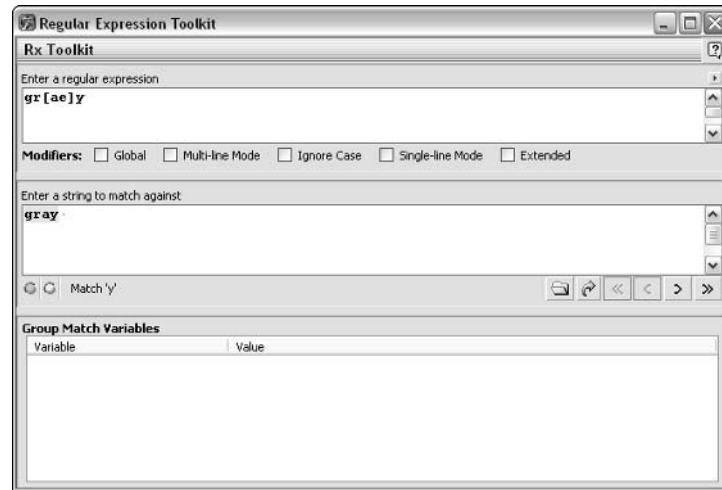 Regular Expression Toolkit
Rx Toolkit
Enter a regular expression
gr[ae]y
Modifiers: Global Multi-line Mode Ignore Case Single-line Mode Extended
Enter a string to match against
gray
Match 'y'
Group Match Variables
Variable Value